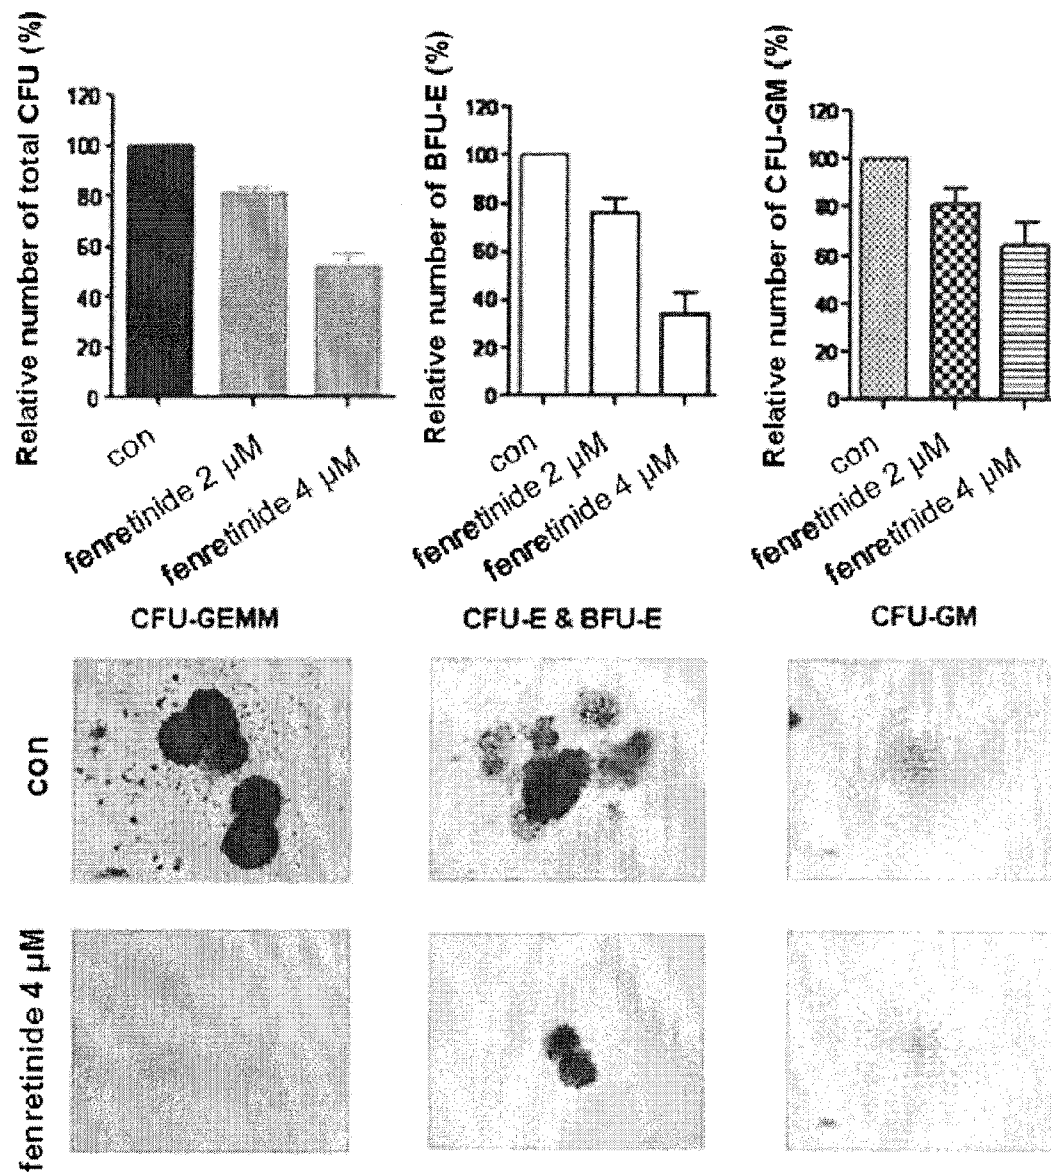 Relative number of total CFU (%)
120
100
80
60
40
20
0
con
fenretinide 2 µM
fenretinide 4 µM
Relative number of BFU-E (%)
120
100
80
60
40
20
0
con
fenretinide 2 µM
fenretinide 4 µM
Relative number of CFU-GM (%)
120
100
80
60
40
20
0
con
fenretinide 2 µM
fenretinide 4 µM
CFU-GEMM
CFU-E & BFU-E
CFU-GM
con
fenretinide 4 µM